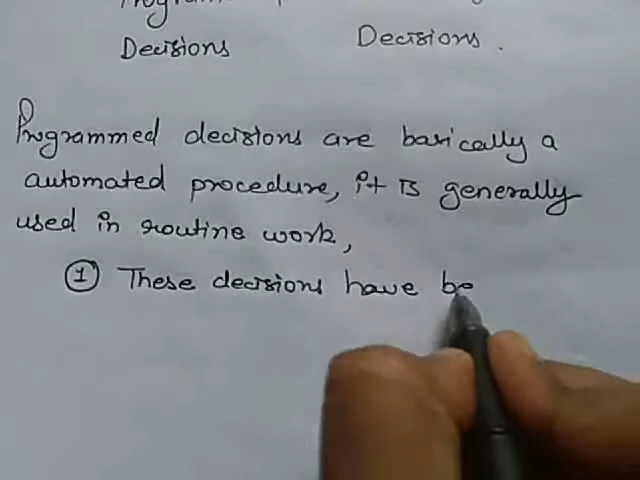 Decisions Decisions.
Programmed decisions are basically a
automated procedure, it is generally
used in routine work,
① These decisions have be